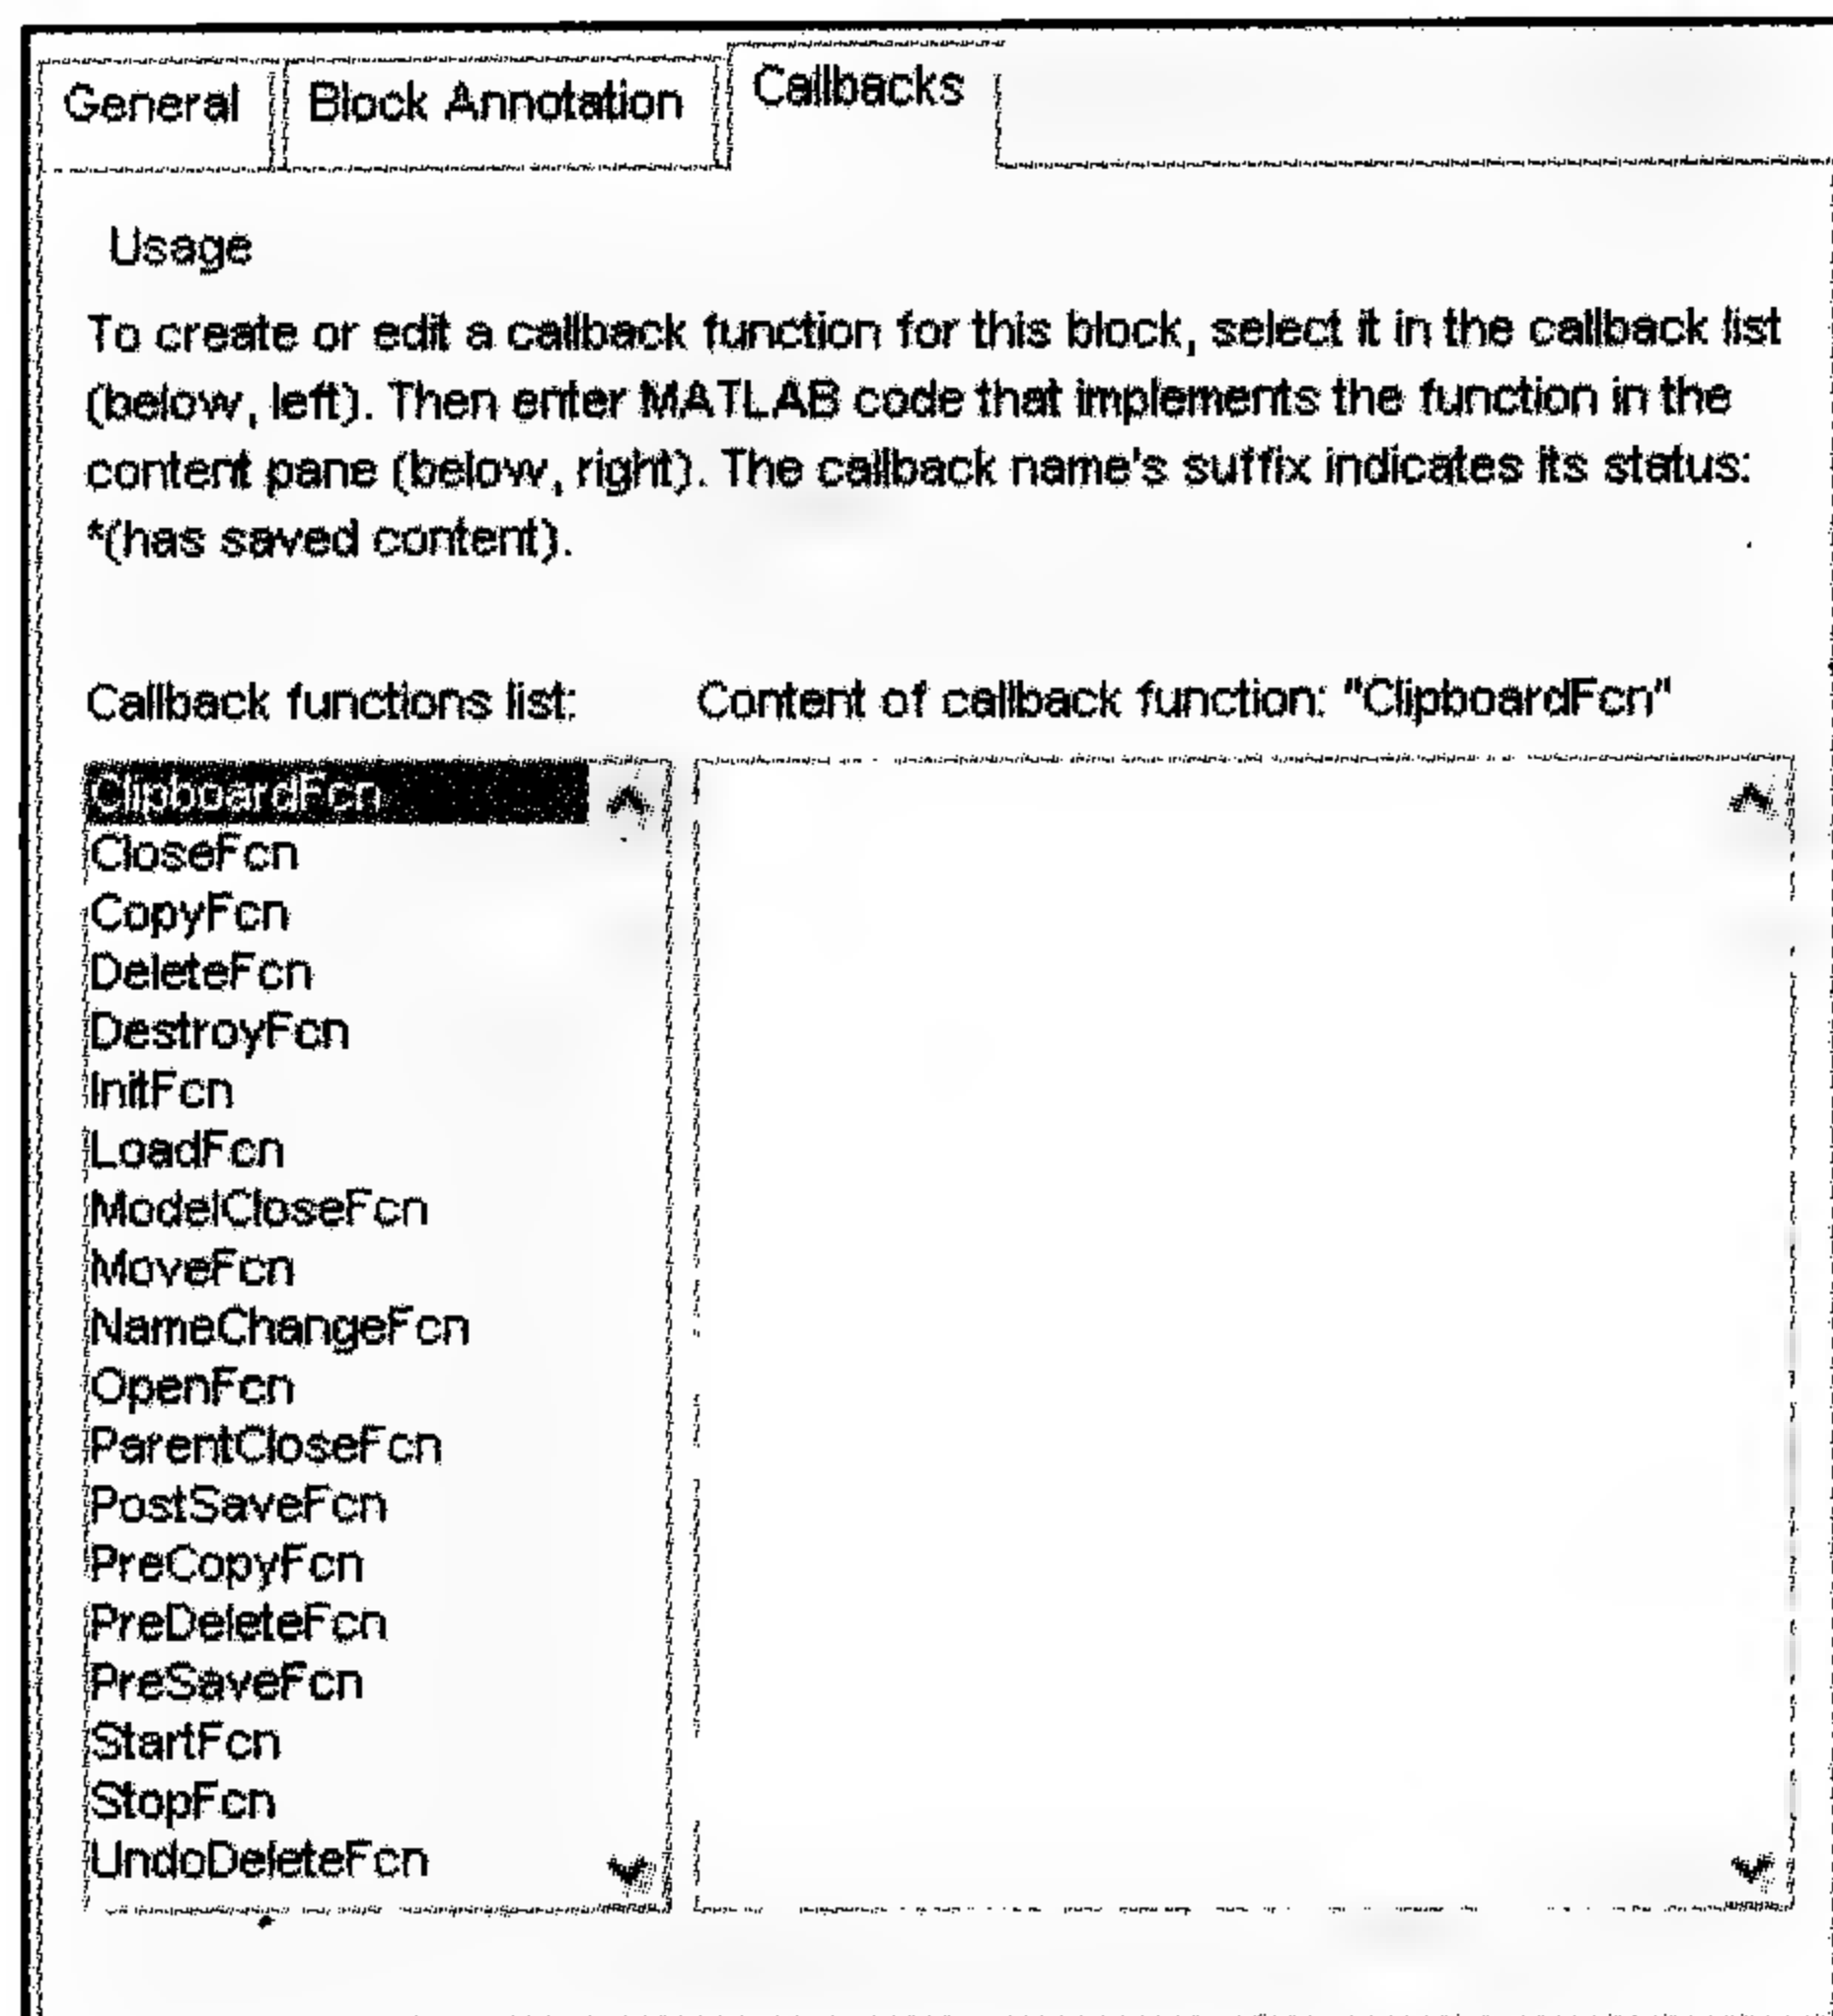 General
Block Annotation
Callbacks
Usage
To create or edit a callback function for this block, select it in the callback list
(below, left). Then enter MATLAB code that implements the function in the
content pane (below, right). The callback name's suffix indicates its status:
*(has saved content).
Callback functions list:
Content of callback function: "ClipboardFcn"
ClipboardFcn
CloseFcn
CopyFcn
DeleteFcn
DestroyFcn
InitFcn
LoadFcn
ModelCloseFcn
MoveFcn
NameChangeFcn
OpenFcn
ParentCloseFcn
PostSaveFcn
PreCopyFcn
PreDeleteFcn
PreSaveFcn
StartFcn
StopFcn
UndoDeleteFcn